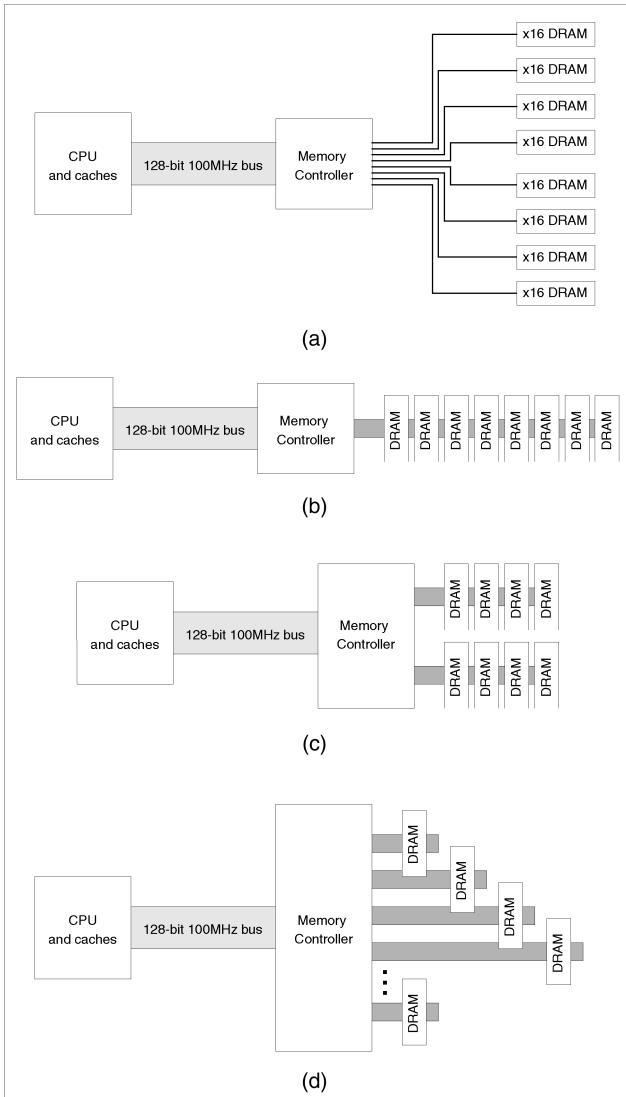 x16 DRAM
x16 DRAM
x16 DRAM
x16 DRAM
x16 DRAM
x16 DRAM
x16 DRAM
x16 DRAM
CPU
and caches
128-bit 100MHz bus
Memory
Controller
(a)
CPU
and caches
128-bit 100MHz bus
Memory
Controller
DRAM
DRAM
DRAM
DRAM
DRAM
DRAM
DRAM
DRAM
(b)
CPU
and caches
128-bit 100MHz bus
Memory
Controller
DRAM
DRAM
DRAM
DRAM
DRAM
DRAM
DRAM
DRAM
(c)
CPU
and caches
128-bit 100MHz bus
Memory
Controller
DRAM
DRAM
DRAM
DRAM
DRAM
(d)